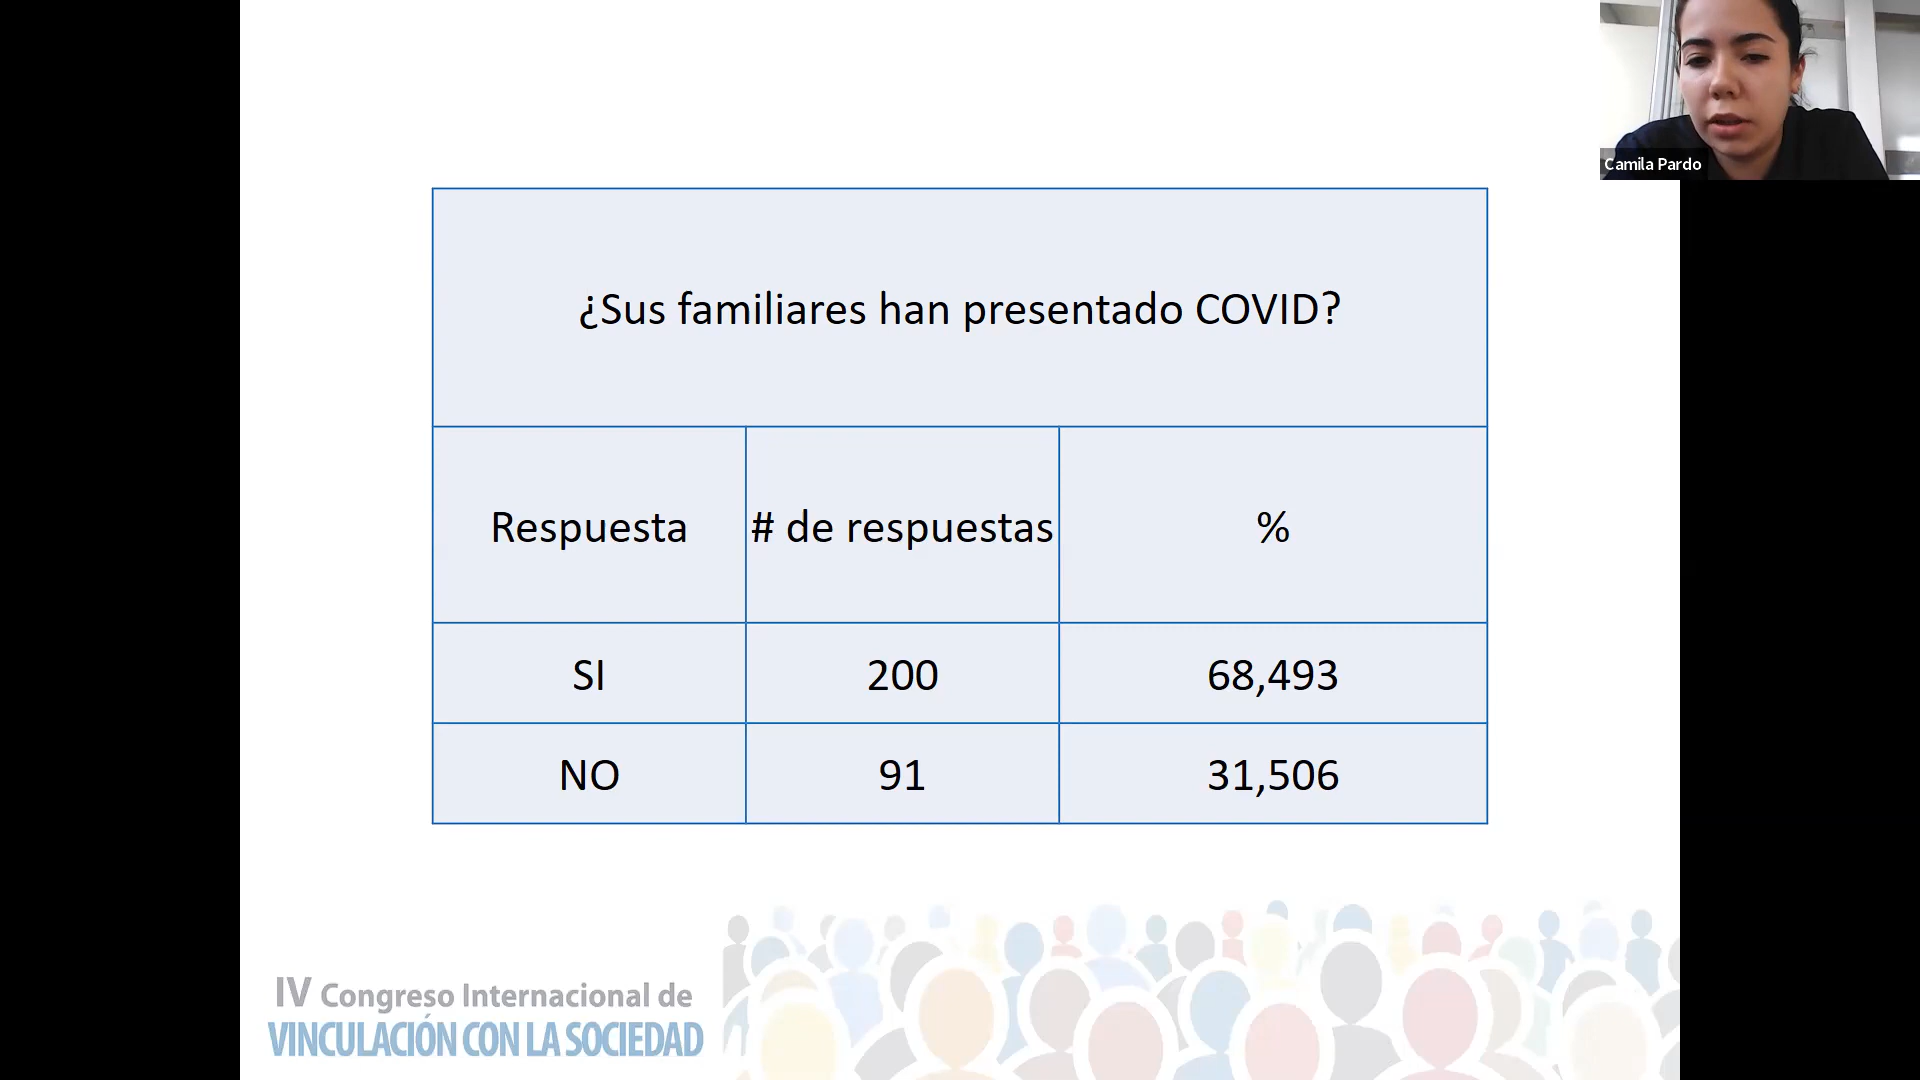 Camila Pardo
¿Sus familiares han presentado COVID?
Respuesta
# de respuestas
%
SI
200
68,493
NO
91
31,506
IV Congreso Internacional de
VINCULACIÓN CON LA SOCIEDAD